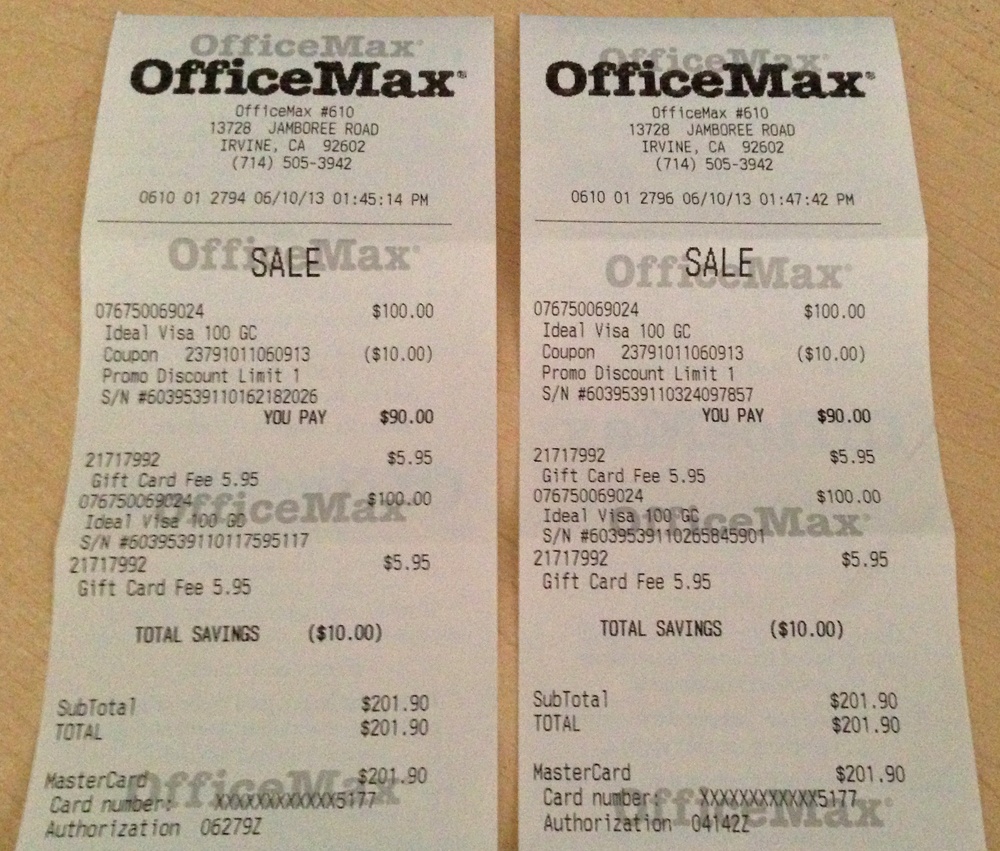 OfficeMax
OfficeMax®
OfficeMax #610
13728 JAMBOREE ROAD
IRVINE, CA 92602
(714) 505-3942
0610 01 2794 06/10/13 01:45:14 PM
OfficeMax
SALE
076750069024 $100.00
Ideal Visa 100 GC
Coupon 23791011060913 ($10.00)
Promo Discount Limit 1
S/N #6039539110162182026
YOU PAY $90.00
21717992 $5.95
Gift Card Fee 5.95
076750069024 $100.00
OfficeMax
Ideal Visa 100 GC
S/N #6039539110117595117
21717992 $5.95
Gift Card Fee 5.95
TOTAL SAVINGS ($10.00)
SubTotal $201.90
TOTAL $201.90
MasterCard $201.90
OfficeMax
Card number: XXXXXXXXXXXX5177
Authorization 06279Z
OfficeMax
OfficeMax®
OfficeMax #610
13728 JAMBOREE ROAD
IRVINE, CA 92602
(714) 505-3942
0610 01 2796 06/10/13 01:47:42 PM
OfficeMax
SALE
076750069024 $100.00
Ideal Visa 100 GC
Coupon 23791011060913 ($10.00)
Promo Discount Limit 1
S/N #6039539110324097857
YOU PAY $90.00
21717992 $5.95
Gift Card Fee 5.95
076750069024 $100.00
Ideal Visa 100 GC
OfficeMax
S/N #6039539110265845901
21717992 $5.95
Gift Card Fee 5.95
TOTAL SAVINGS ($10.00)
SubTotal $201.90
TOTAL $201.90
MasterCard $201.90
Card number: XXXXXXXXXXXX5177
OfficeMax
Authorization 04142Z